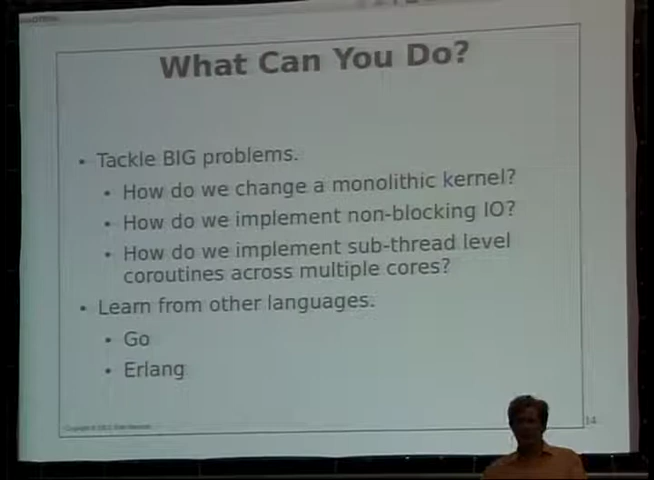 What Can You Do?
• Tackle BIG problems.
• How do we change a monolithic kernel?
• How do we implement non-blocking IO?
• How do we implement sub-thread level
coroutines across multiple cores?
• Learn from other languages.
• Go
• Erlang
14